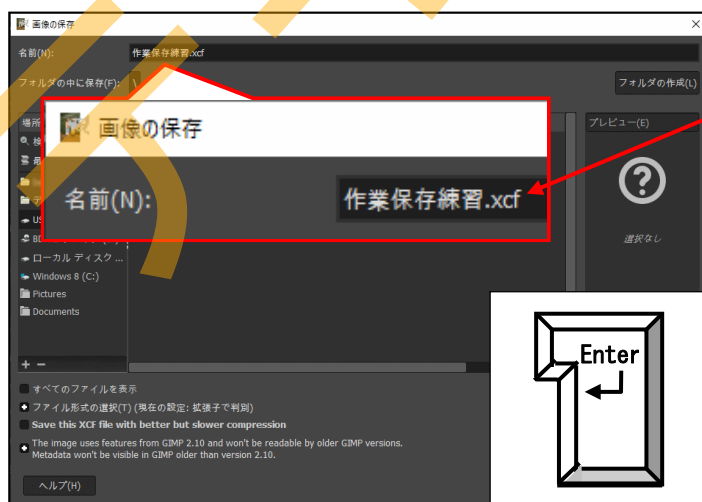 画像の保存
名前(N):
作業保存練習.xcf
フォルダの中に保存(F):
\
フォルダの作成(L)
場所
プレビュー(E)
画像の保存
名前(N):
作業保存練習.xcf
選択なし
ローカル ディスク ...
Windows 8 (C:)
Pictures
Documents
Enter
すべてのファイルを表示
ファイル形式の選択(T) (現在の設定: 拡張子で判別)
Save this XCF file with better but slower compression
The image uses features from GIMP 2.10 and won't be readable by older GIMP versions.
Metadata won't be visible in GIMP older than version 2.10.
ヘルプ(H)